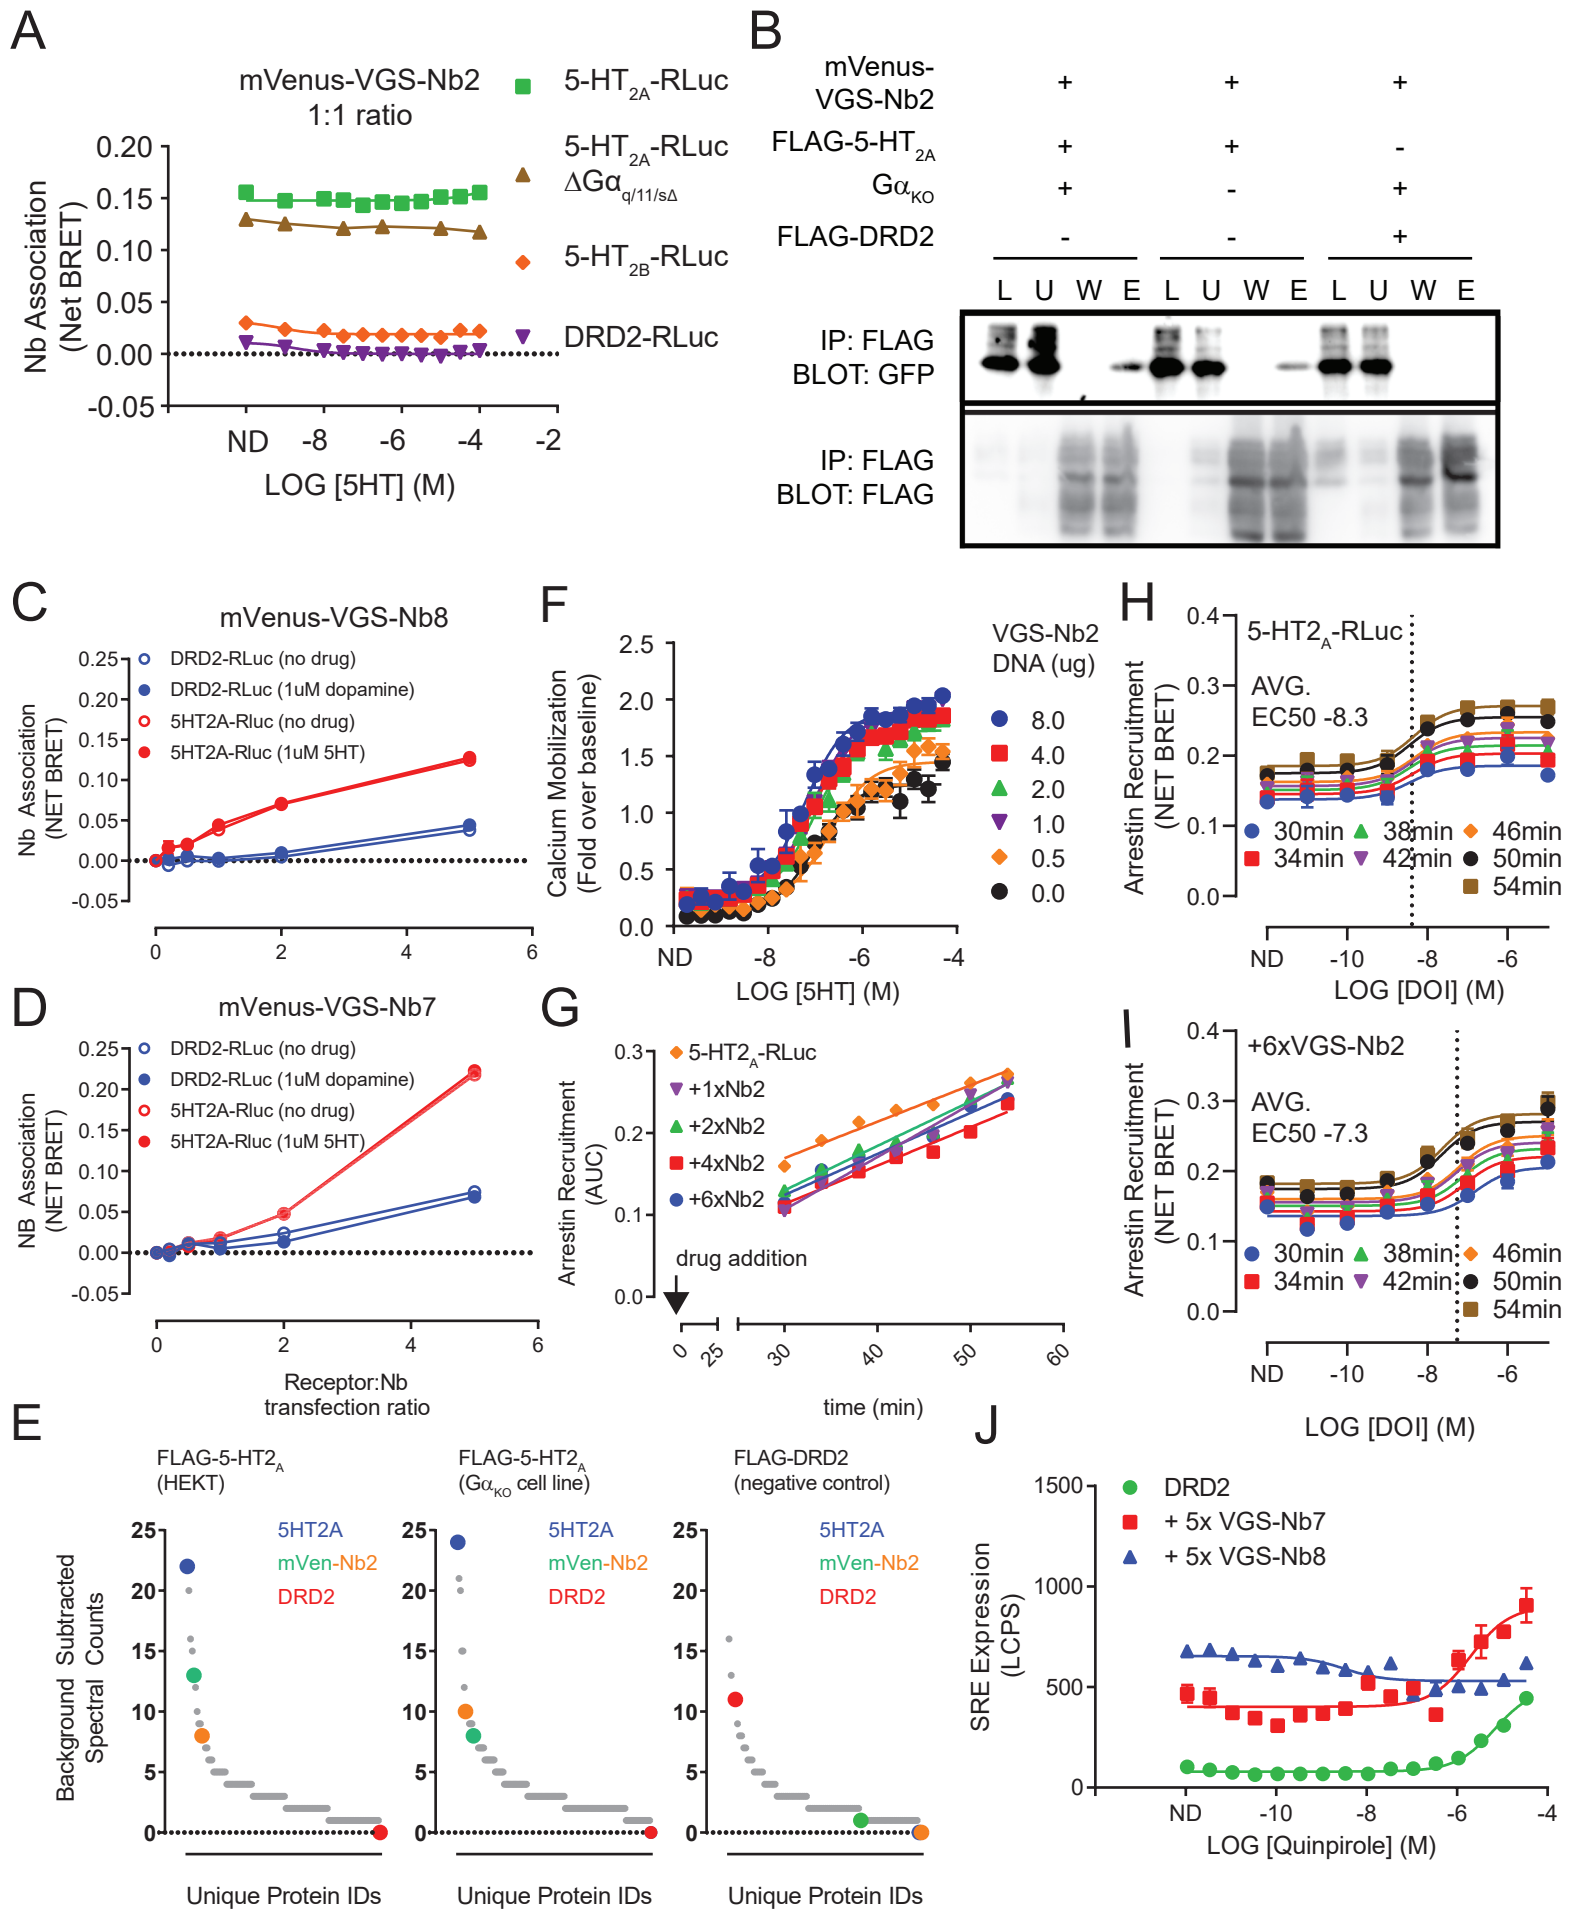 A
mVenus-VGS-Nb2
1:1 ratio
5-HT2A-RLuc
5-HT2A-RLuc
ΔGαq/11/sΔ
5-HT2B-RLuc
DRD2-RLuc
Nb Association
(Net BRET)
0.20
0.15
0.10
0.05
0.00
-0.05
ND -8 -6 -4 -2
LOG [5HT] (M)
B
mVenus-
VGS-Nb2 + + +
FLAG-5-HT2A + + -
GαKO + - +
FLAG-DRD2 - - +
L U W E L U W E L U W E
IP: FLAG
BLOT: GFP
IP: FLAG
BLOT: FLAG
C
mVenus-VGS-Nb8
DRD2-RLuc (no drug)
DRD2-RLuc (1uM dopamine)
5HT2A-Rluc (no drug)
5HT2A-Rluc (1uM 5HT)
Nb Association
(NET BRET)
0.25
0.20
0.15
0.10
0.05
0.00
-0.05
0 2 4 6
D
mVenus-VGS-Nb7
DRD2-RLuc (no drug)
DRD2-RLuc (1uM dopamine)
5HT2A-Rluc (no drug)
5HT2A-Rluc (1uM 5HT)
NB Association
(NET BRET)
0.25
0.20
0.15
0.10
0.05
0.00
-0.05
0 2 4 6
Receptor:Nb
transfection ratio
E
FLAG-5-HT2A
(HEKT)
5HT2A
mVen-Nb2
DRD2
Background Subtracted
Spectral Counts
25
20
15
10
5
0
Unique Protein IDs
FLAG-5-HT2A
(GαKO cell line)
5HT2A
mVen-Nb2
DRD2
25
20
15
10
5
0
Unique Protein IDs
FLAG-DRD2
(negative control)
5HT2A
mVen-Nb2
DRD2
25
20
15
10
5
0
Unique Protein IDs
F
Calcium Mobilization
(Fold over baseline)
2.5
2.0
1.5
1.0
0.5
0.0
ND -8 -6 -4
LOG [5HT] (M)
VGS-Nb2
DNA (ug)
8.0
4.0
2.0
1.0
0.5
0.0
G
Arrestin Recruitment
(AUC)
0.3
0.2
0.1
0.0
5-HT2A-RLuc
+1xNb2
+2xNb2
+4xNb2
+6xNb2
drug addition
0 25 30 40 50 60
time (min)
H
Arrestin Recruitment
(NET BRET)
0.4
0.3
0.2
0.1
0.0
5-HT2A-RLuc
AVG.
EC50 -8.3
30min 38min 46min
34min 42min 50min
54min
ND -10 -8 -6
LOG [DOI] (M)
I
Arrestin Recruitment
(NET BRET)
0.4
0.3
0.2
0.1
0.0
+6xVGS-Nb2
AVG.
EC50 -7.3
30min 38min 46min
34min 42min 50min
54min
ND -10 -8 -6
LOG [DOI] (M)
J
DRD2
+ 5x VGS-Nb7
+ 5x VGS-Nb8
SRE Expression
(LCPS)
1500
1000
500
0
ND -10 -8 -6 -4
LOG [Quinpirole] (M)